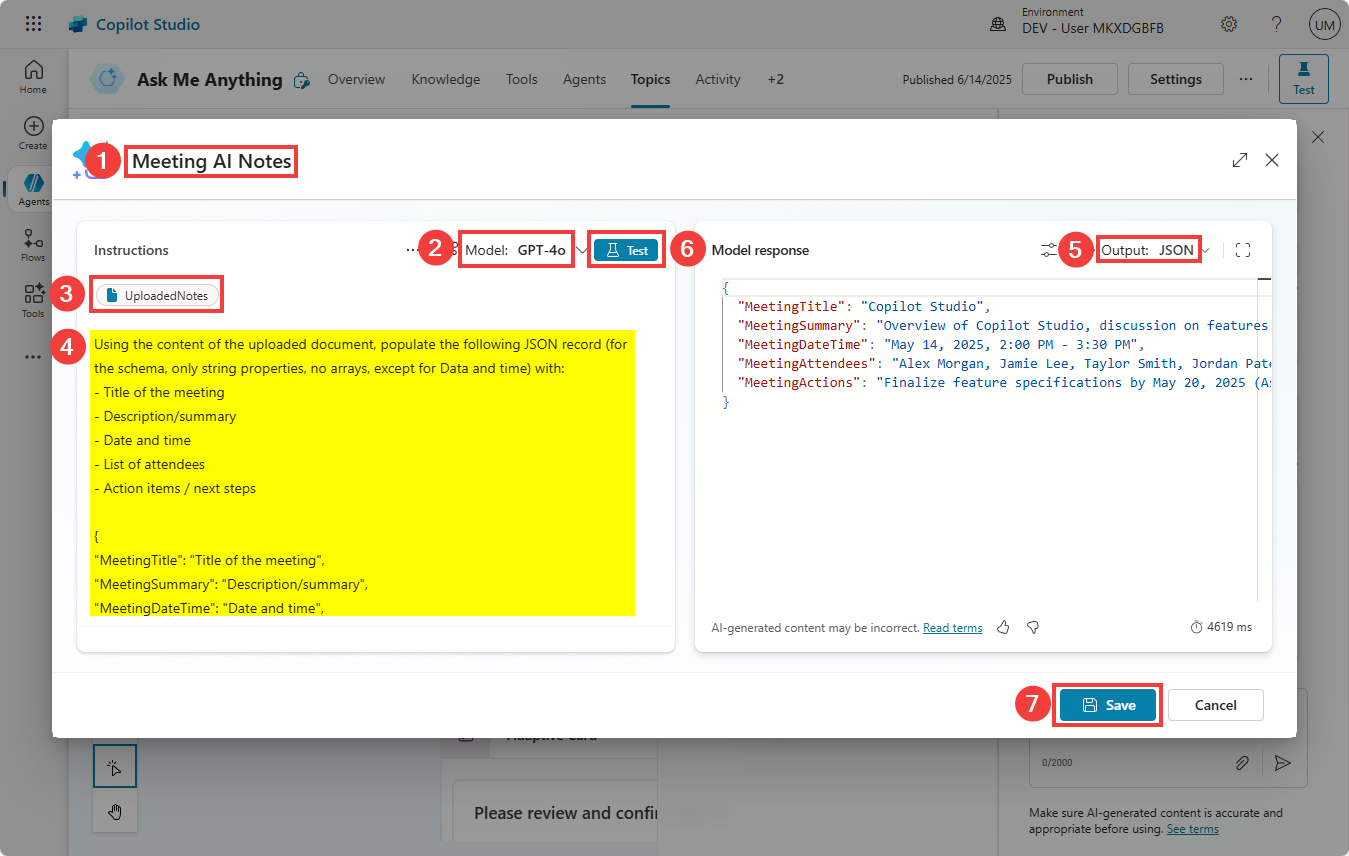 Copilot Studio
Environment
DEV - User MKXDGBFB
?
UM
Home
Create
Agents
Flows
Tools
Ask Me Anything
Overview
Knowledge
Tools
Agents
Topics
Activity
+2
Published 6/14/2025
Publish
Settings
Test
1
Meeting AI Notes
Instructions
2
Model: GPT-4o
Test
6
Model response
5
Output: JSON
3
UploadedNotes
4
Using the content of the uploaded document, populate the following JSON record (for
the schema, only string properties, no arrays, except for Data and time) with:
- Title of the meeting
- Description/summary
- Date and time
- List of attendees
- Action items / next steps
{
"MeetingTitle": "Title of the meeting",
"MeetingSummary": "Description/summary",
"MeetingDateTime": "Date and time",
{
"MeetingTitle": "Copilot Studio",
"MeetingSummary": "Overview of Copilot Studio, discussion on features
"MeetingDateTime": "May 14, 2025, 2:00 PM - 3:30 PM",
"MeetingAttendees": "Alex Morgan, Jamie Lee, Taylor Smith, Jordan Pate
"MeetingActions": "Finalize feature specifications by May 20, 2025 (As
}
AI-generated content may be incorrect. Read terms
4619 ms
7
Save
Cancel
Adaptive Card
Please review and confi
0/2000
Make sure AI-generated content is accurate and
appropriate before using. See terms